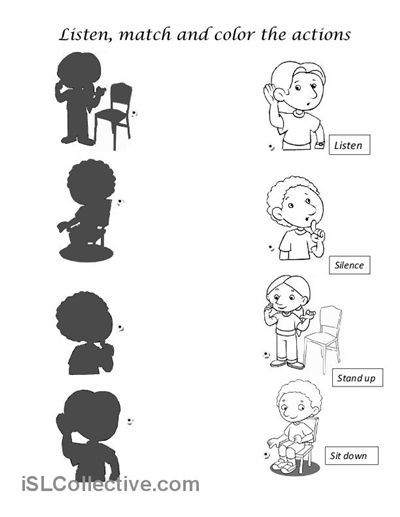 Listen, match and color the actions
Listen
Silence
Stand up
Sit down
iSLCollective.com